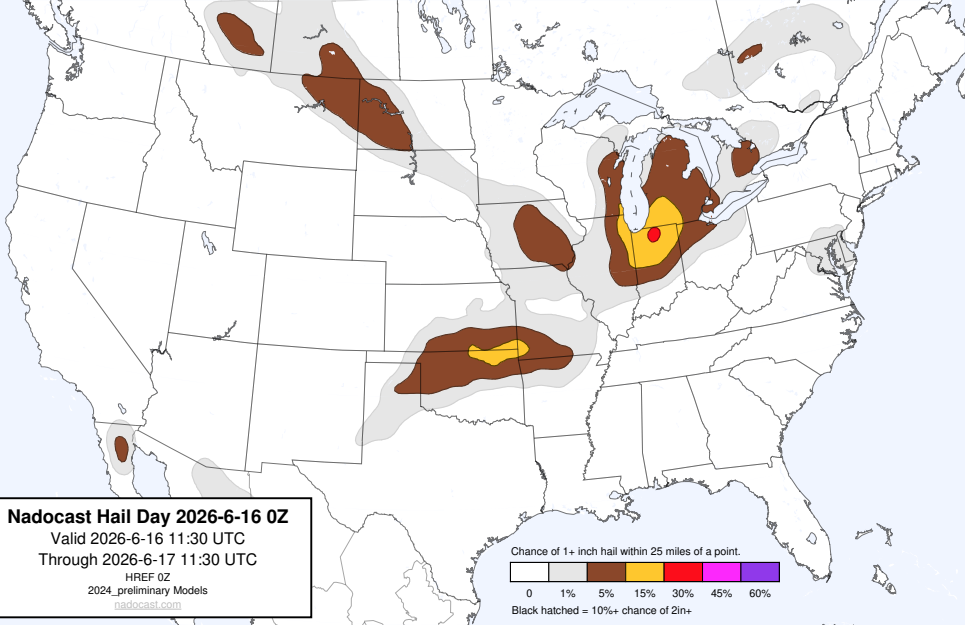 Nadocast Hail Day 2026-6-16 0Z
Valid 2026-6-16 11:30 UTC
Through 2026-6-17 11:30 UTC
HREF 0Z
2024_preliminary Models
nadocast.com
Chance of 1+ inch hail within 25 miles of a point.
0 1% 5% 15% 30% 45% 60%
Black hatched = 10%+ chance of 2in+